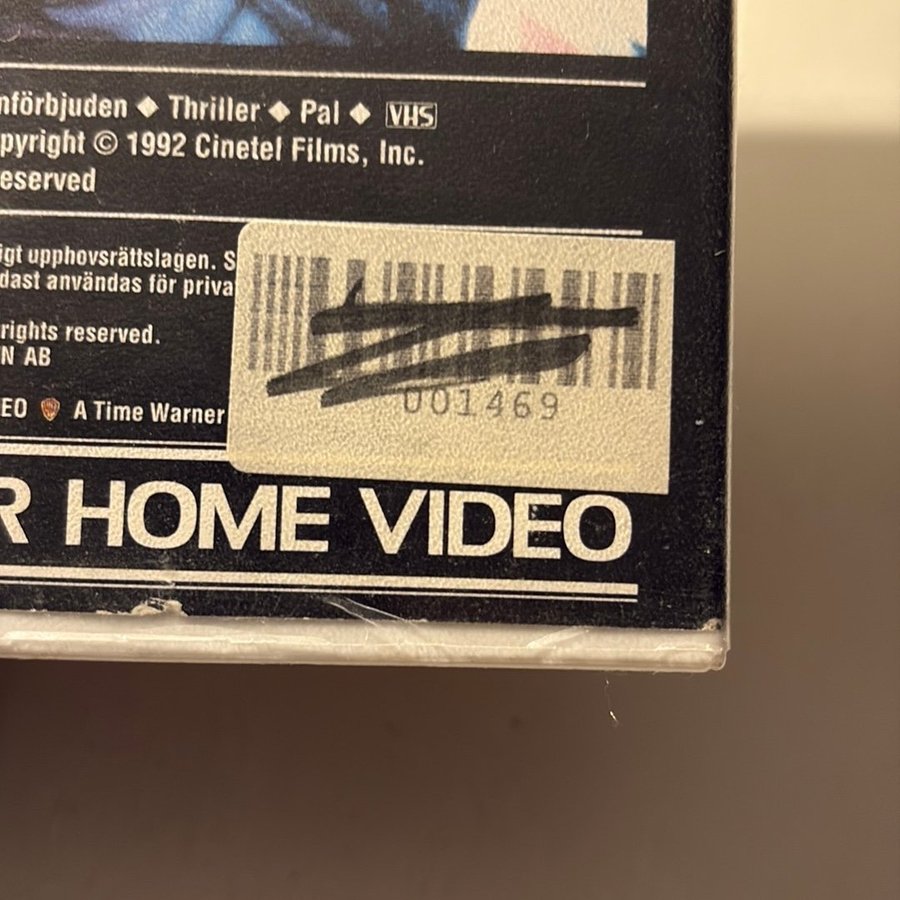 nförbjuden ◆ Thriller ◆ Pal ◆ VHS
pyright © 1992 Cinetel Films, Inc.
eserved
igt upphovsrättslagen. S
dast användas för priva
rights reserved.
N AB
EO A Time Warner
001469
R HOME VIDEO